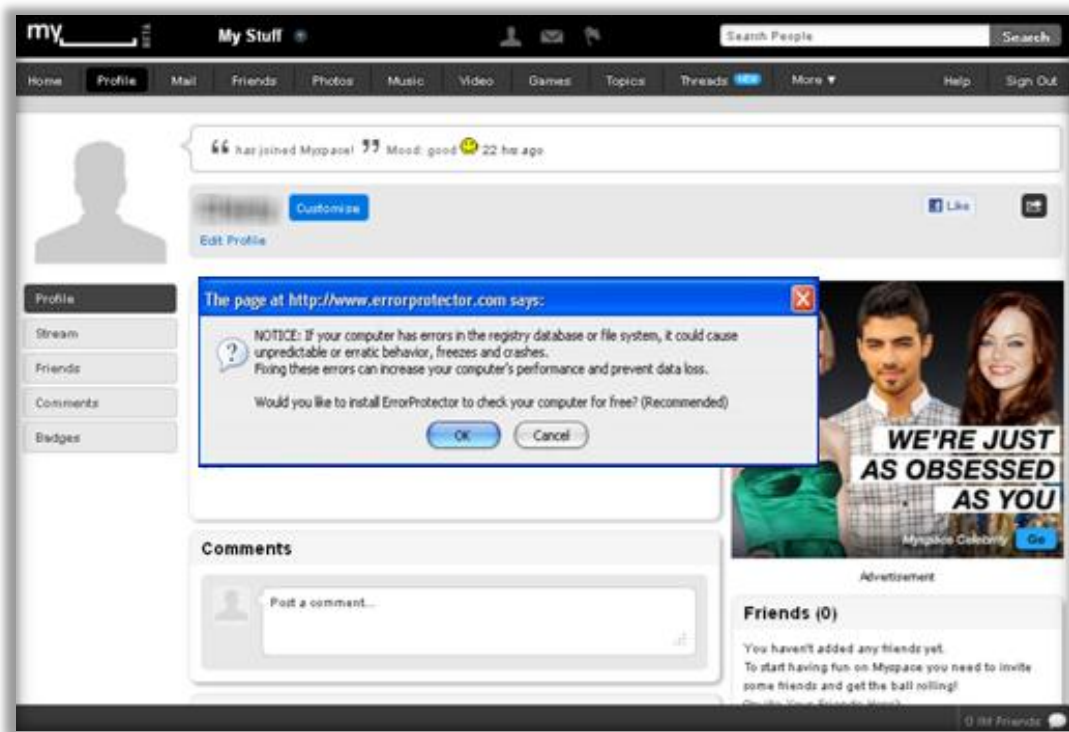 my_____ BETA
My Stuff
Search People
Search
Home Profile Mail Friends Photos Music Video Games Topics Threads NEW More ▼ Help Sign Out
“ has joined Myspace! ” Mood: good 22 hrs ago
Customize
Like
Edit Profile
Profile
Stream
Friends
Comments
Badges
The page at http://www.errorprotector.com says:
NOTICE: If your computer has errors in the registry database or file system, it could cause
unpredictable or erratic behavior, freezes and crashes.
Fixing these errors can increase your computer's performance and prevent data loss.
Would you like to install ErrorProtector to check your computer for free? (Recommended)
OK Cancel
WE'RE JUST
AS OBSESSED
AS YOU
Myspace Celebrity Go
Advertisement
Comments
Post a comment...
Friends (0)
You haven't added any friends yet.
To start having fun on Myspace you need to invite
some friends and get the ball rolling!
0 IM Friends